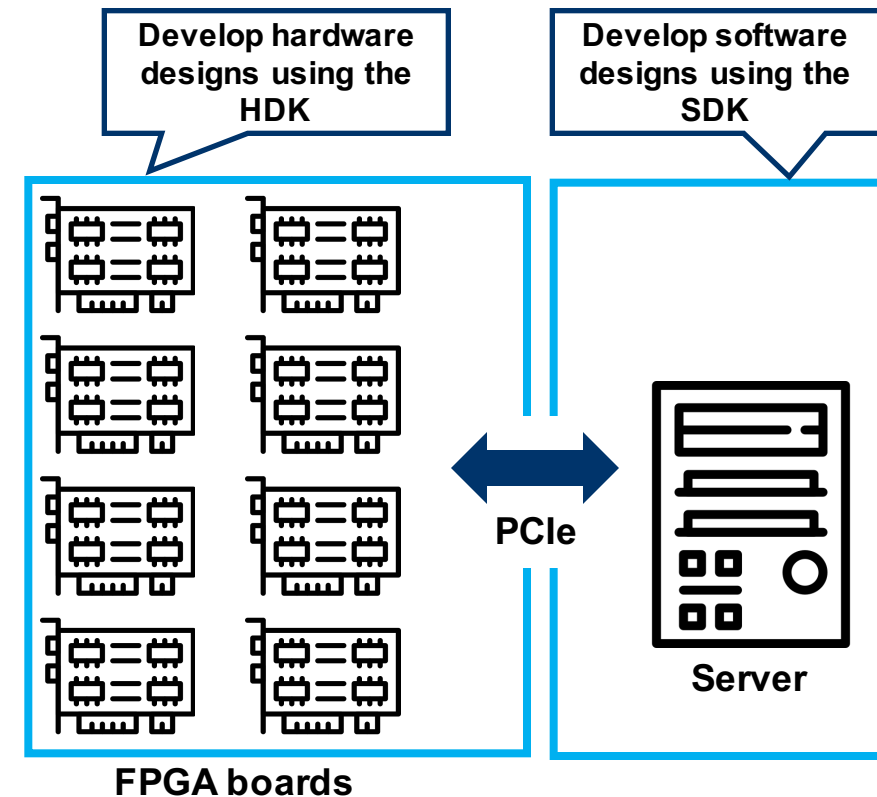 Develop hardware
designs using the
HDK
Develop software
designs using the
SDK
PCIe
Server
FPGA boards